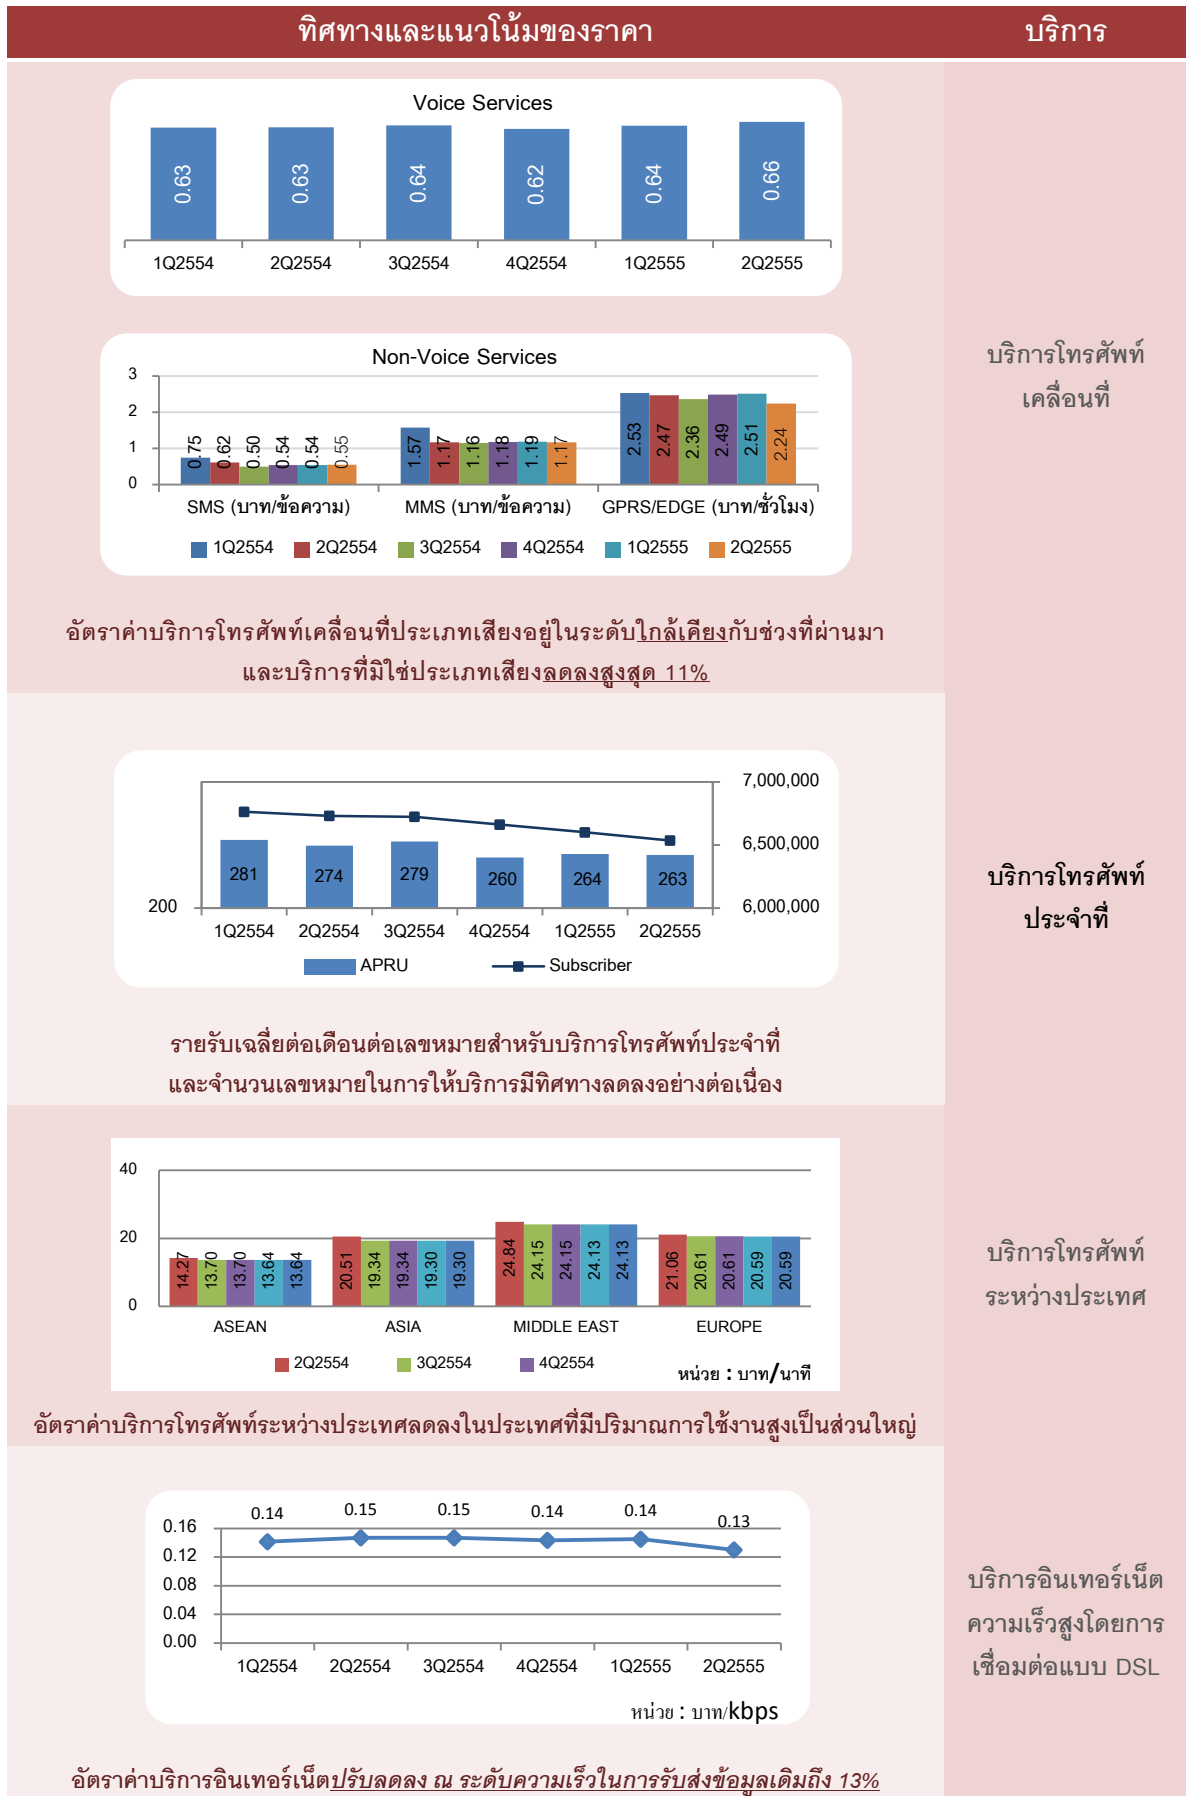 ทิศทางและแนวโน้มของราคา บริการ
Voice Services
0.63 0.63 0.64 0.62 0.64 0.66
1Q2554 2Q2554 3Q2554 4Q2554 1Q2555 2Q2555
Non-Voice Services
3
2
1
0
0.75 0.62 0.50 0.54 0.54 0.55 1.57 1.17 1.16 1.18 1.19 1.17 2.53 2.47 2.36 2.49 2.51 2.24
SMS (บาท/ข้อความ) MMS (บาท/ข้อความ) GPRS/EDGE (บาท/ชั่วโมง)
1Q2554 2Q2554 3Q2554 4Q2554 1Q2555 2Q2555
อัตราค่าบริการโทรศัพท์เคลื่อนที่ประเภทเสียงอยู่ในระดับใกล้เคียงกับช่วงที่ผ่านมา
และบริการที่มิใช่ประเภทเสียงลดลงสูงสุด 11%
บริการโทรศัพท์
เคลื่อนที่
7,000,000
6,500,000
6,000,000
200
281 274 279 260 264 263
1Q2554 2Q2554 3Q2554 4Q2554 1Q2555 2Q2555
APRU Subscriber
รายรับเฉลี่ยต่อเดือนต่อเลขหมายสำหรับบริการโทรศัพท์ประจำที่
และจำนวนเลขหมายในการให้บริการมีทิศทางลดลงอย่างต่อเนื่อง
บริการโทรศัพท์
ประจำที่
40
20
0
14.27 13.70 13.70 13.64 13.64 20.51 19.34 19.34 19.30 19.30 24.84 24.15 24.15 24.13 24.13 21.06 20.61 20.61 20.59 20.59
ASEAN ASIA MIDDLE EAST EUROPE
2Q2554 3Q2554 4Q2554
หน่วย : บาท/นาที
อัตราค่าบริการโทรศัพท์ระหว่างประเทศลดลงในประเทศที่มีปริมาณการใช้งานสูงเป็นส่วนใหญ่
บริการโทรศัพท์
ระหว่างประเทศ
0.14 0.15 0.15 0.14 0.14 0.13
0.16
0.12
0.08
0.04
0.00
1Q2554 2Q2554 3Q2554 4Q2554 1Q2555 2Q2555
หน่วย : บาท/kbps
อัตราค่าบริการอินเทอร์เน็ตปรับลดลง ณ ระดับความเร็วในการรับส่งข้อมูลเดิมถึง 13%
บริการอินเทอร์เน็ต
ความเร็วสูงโดยการ
เชื่อมต่อแบบ DSL